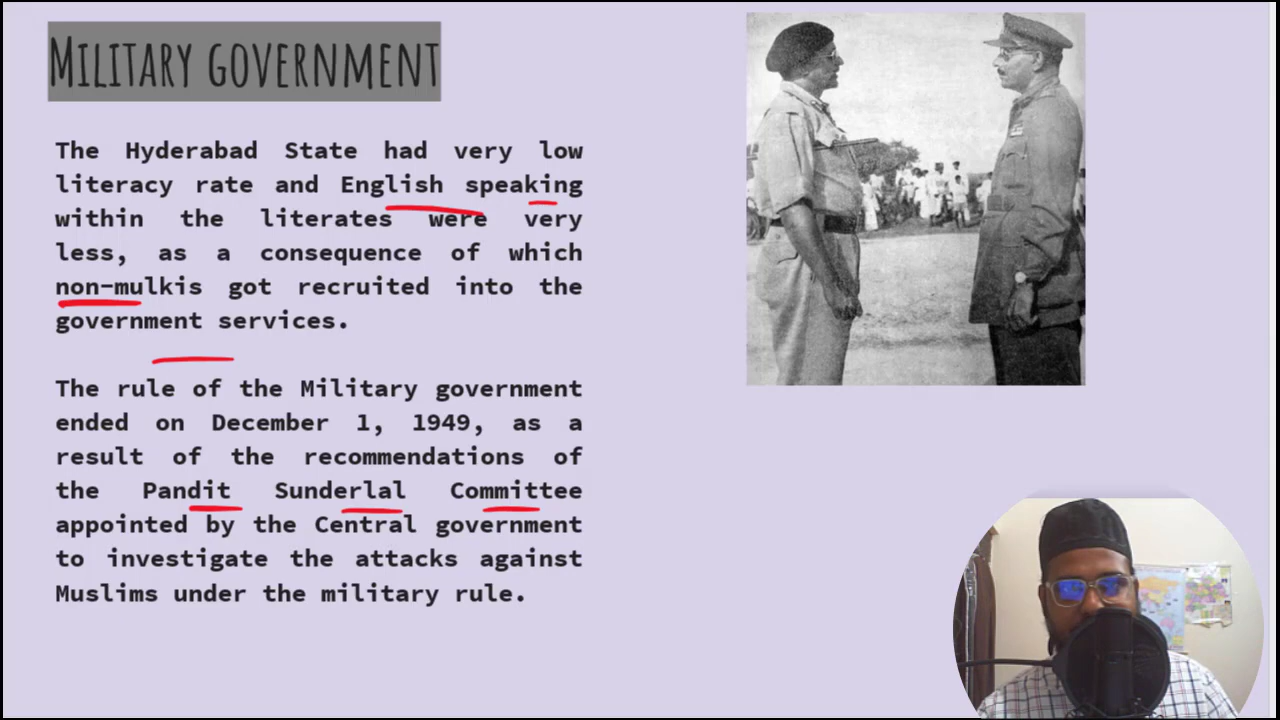 MILITARY GOVERNMENT
The Hyderabad State had very low
literacy rate and English speaking
within the literates were very
less, as a consequence of which
non-mulkis got recruited into the
government services.
The rule of the Military government
ended on December 1, 1949, as a
result of the recommendations of
the Pandit Sunderlal Committee
appointed by the Central government
to investigate the attacks against
Muslims under the military rule.